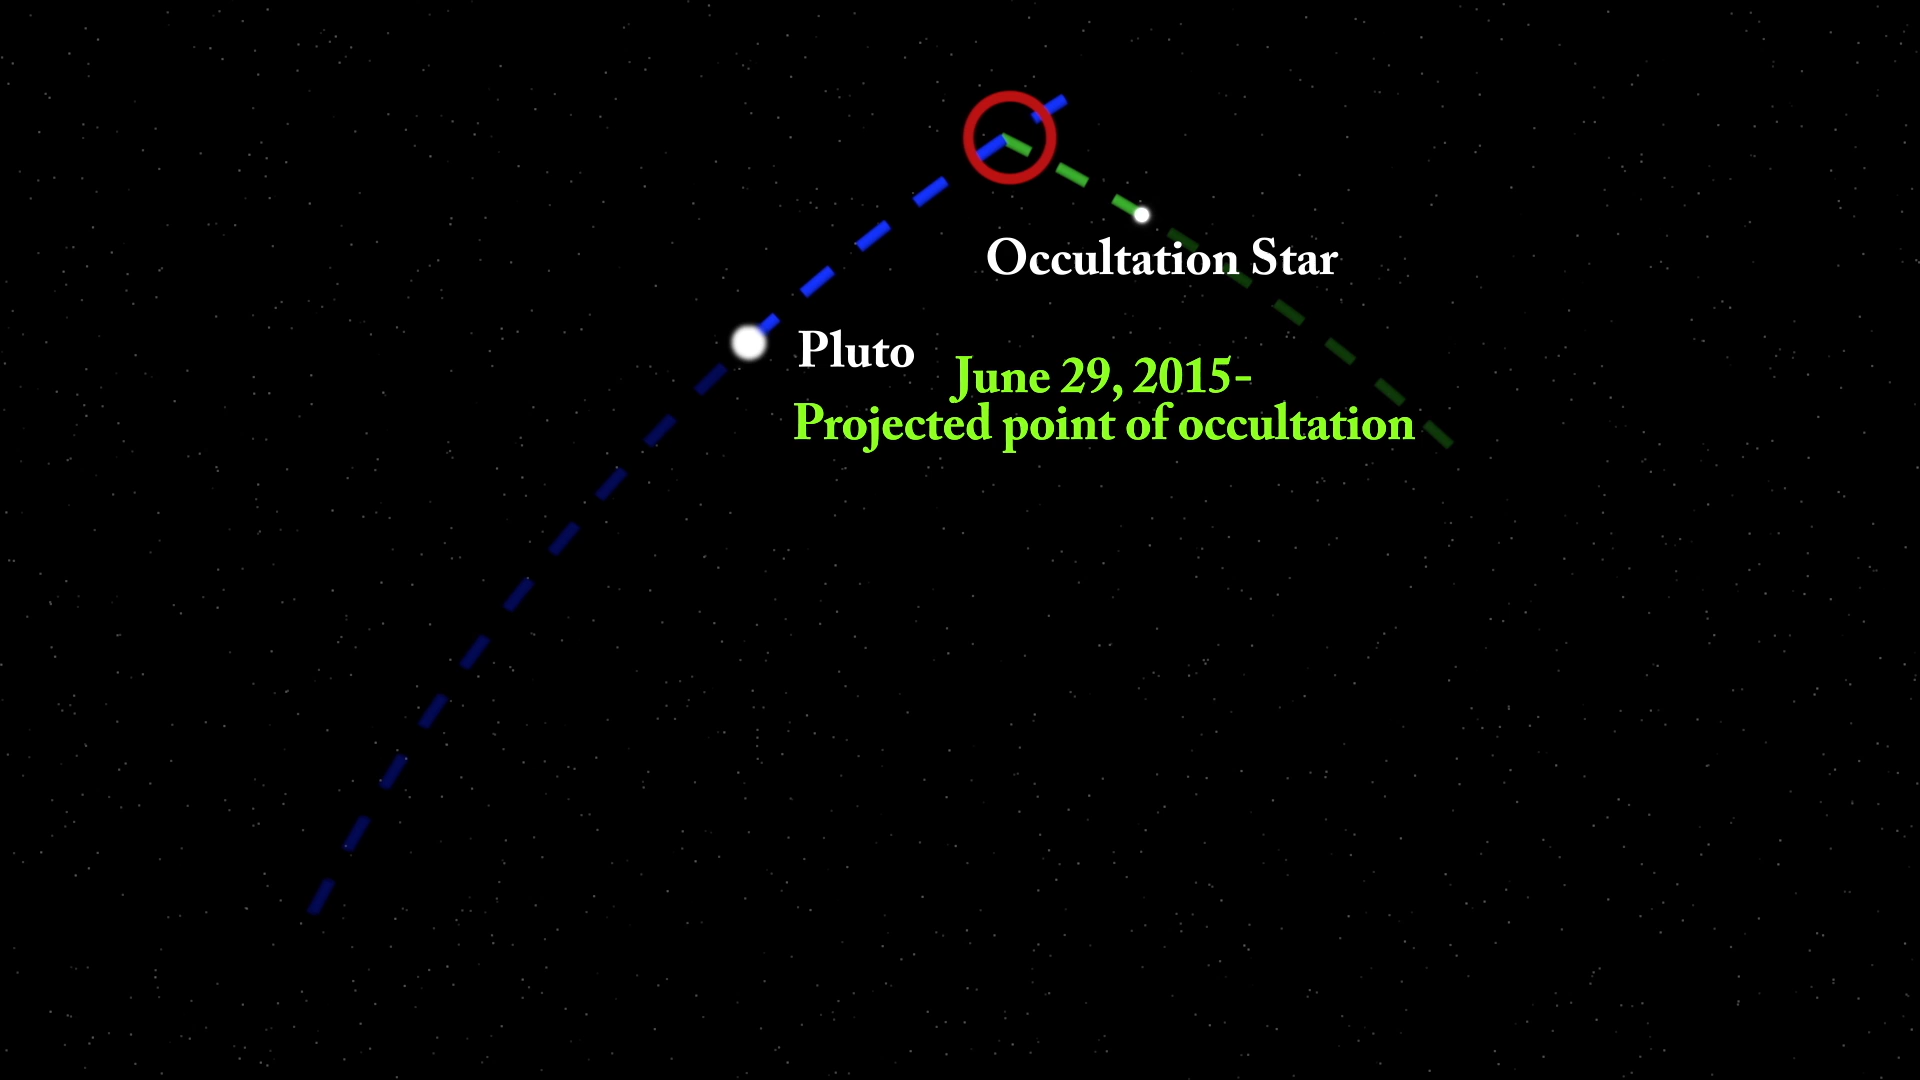 Occultation Star
Pluto
June 29, 2015-
Projected point of occultation